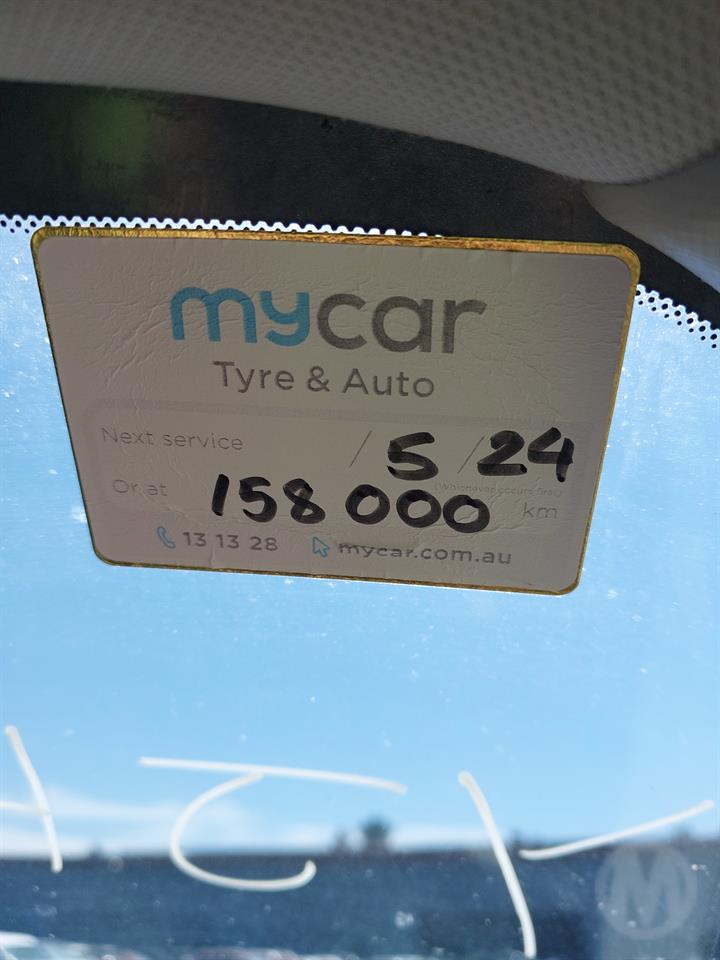 mycar
Tyre & Auto
Next service / 5 / 24
(Whichever occurs first)
Or at 158 000 km
13 13 28 mycar.com.au
M